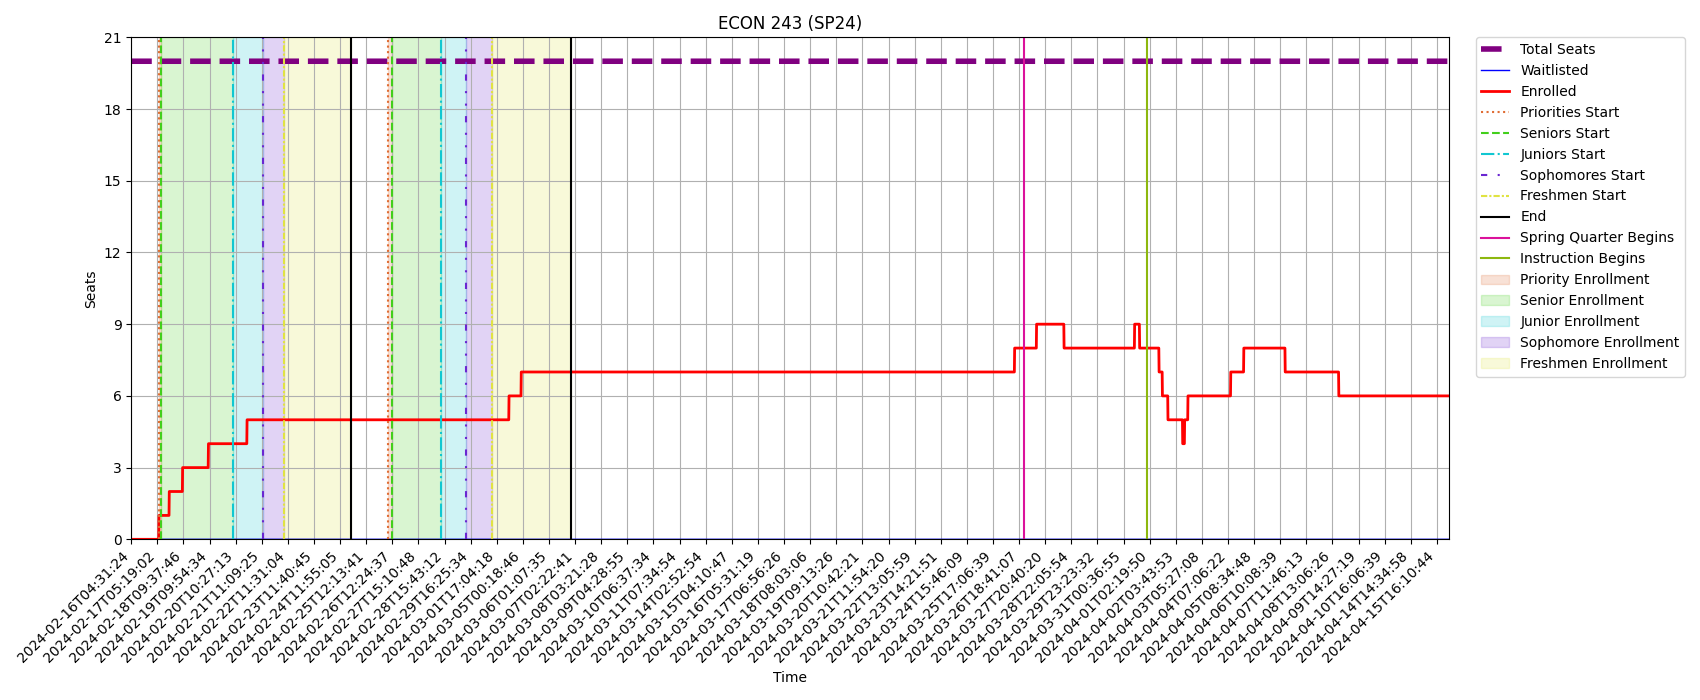 ECON 243 (SP24)
21
18
15
12
9
6
3
0
Seats
2024-02-16T04:31:24
2024-02-17T05:19:02
2024-02-18T09:37:46
2024-02-19T09:54:34
2024-02-20T10:27:13
2024-02-21T11:09:25
2024-02-22T11:31:04
2024-02-23T11:40:45
2024-02-24T11:55:05
2024-02-25T12:13:41
2024-02-26T12:24:37
2024-02-27T15:10:48
2024-02-28T15:43:12
2024-02-29T16:25:34
2024-03-01T17:04:18
2024-03-05T00:18:46
2024-03-06T01:07:35
2024-03-07T02:22:41
2024-03-08T03:21:28
2024-03-09T04:28:55
2024-03-10T06:37:34
2024-03-11T07:34:54
2024-03-14T02:52:54
2024-03-15T04:10:47
2024-03-16T05:31:19
2024-03-17T06:56:26
2024-03-18T08:03:06
2024-03-19T09:13:26
2024-03-20T10:42:21
2024-03-21T11:54:20
2024-03-22T13:05:59
2024-03-23T14:21:51
2024-03-24T15:46:09
2024-03-25T17:06:39
2024-03-26T18:41:07
2024-03-27T20:40:20
2024-03-28T22:05:54
2024-03-29T23:23:32
2024-03-31T00:36:55
2024-04-01T02:19:50
2024-04-02T03:43:53
2024-04-03T05:27:08
2024-04-04T07:06:22
2024-04-05T08:34:48
2024-04-06T10:08:39
2024-04-07T11:46:13
2024-04-08T13:06:26
2024-04-09T14:27:19
2024-04-10T16:06:39
2024-04-14T14:34:58
2024-04-15T16:10:44
Time
Total Seats
Waitlisted
Enrolled
Priorities Start
Seniors Start
Juniors Start
Sophomores Start
Freshmen Start
End
Spring Quarter Begins
Instruction Begins
Priority Enrollment
Senior Enrollment
Junior Enrollment
Sophomore Enrollment
Freshmen Enrollment